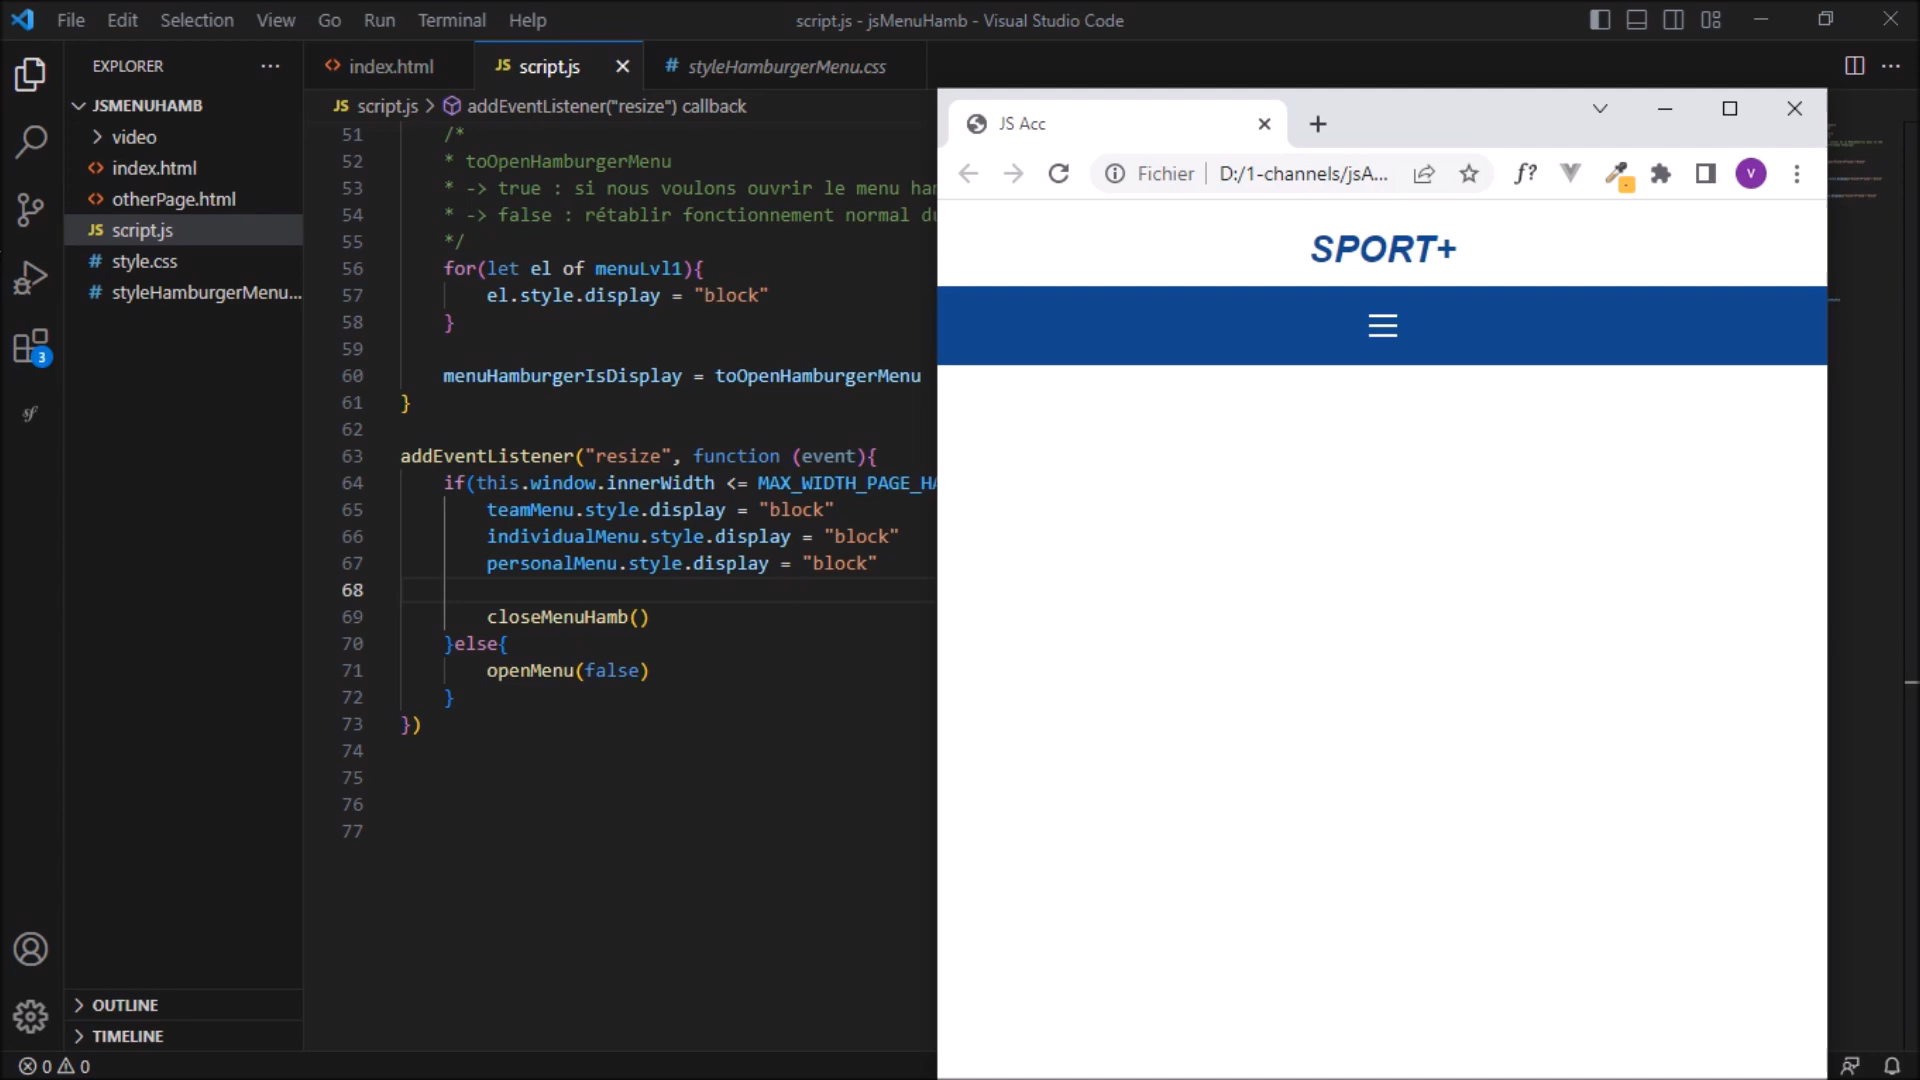 File Edit Selection View Go Run Terminal Help
script.js - jsMenuHamb - Visual Studio Code
EXPLORER
JSMENUHAMB
video
index.html
otherPage.html
JS script.js
# style.css
# styleHamburgerMenu...
3
sf
OUTLINE
TIMELINE
0 0
index.html
JS script.js
# styleHamburgerMenu.css
JS script.js > addEventListener("resize") callback
51 /*
52 * toOpenHamburgerMenu
53 * -> true : si nous voulons ouvrir le menu
54 * -> false : rétablir fonctionnement normal
55 */
56 for(let el of menuLvl1){
57 el.style.display = "block"
58 }
59
60 menuHamburgerIsDisplay = toOpenHamburgerMenu
61 }
62
63 addEventListener("resize", function (event){
64 if(this.window.innerWidth <= MAX_WIDTH_PAGE_
65 teamMenu.style.display = "block"
66 individualMenu.style.display = "block"
67 personalMenu.style.display = "block"
68
69 closeMenuHamb()
70 }else{
71 openMenu(false)
72 }
73 })
74
75
76
77
JS Acc
Fichier D:/1-channels/jsA...
f?
V
SPORT+